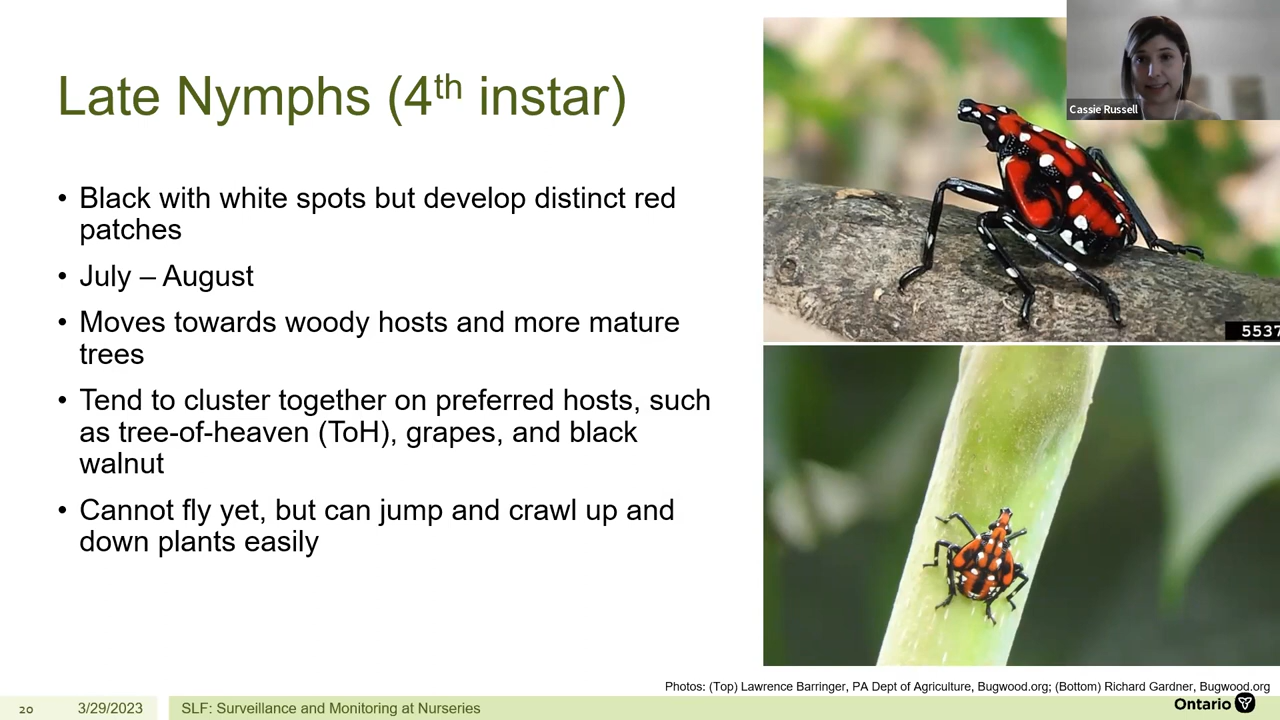 Late Nymphs (4th instar)
• Black with white spots but develop distinct red
patches
• July – August
• Moves towards woody hosts and more mature
trees
• Tend to cluster together on preferred hosts, such
as tree-of-heaven (ToH), grapes, and black
walnut
• Cannot fly yet, but can jump and crawl up and
down plants easily
Cassie Russell
5537
Photos: (Top) Lawrence Barringer, PA Dept of Agriculture, Bugwood.org; (Bottom) Richard Gardner, Bugwood.org
20
3/29/2023
SLF: Surveillance and Monitoring at Nurseries
Ontario